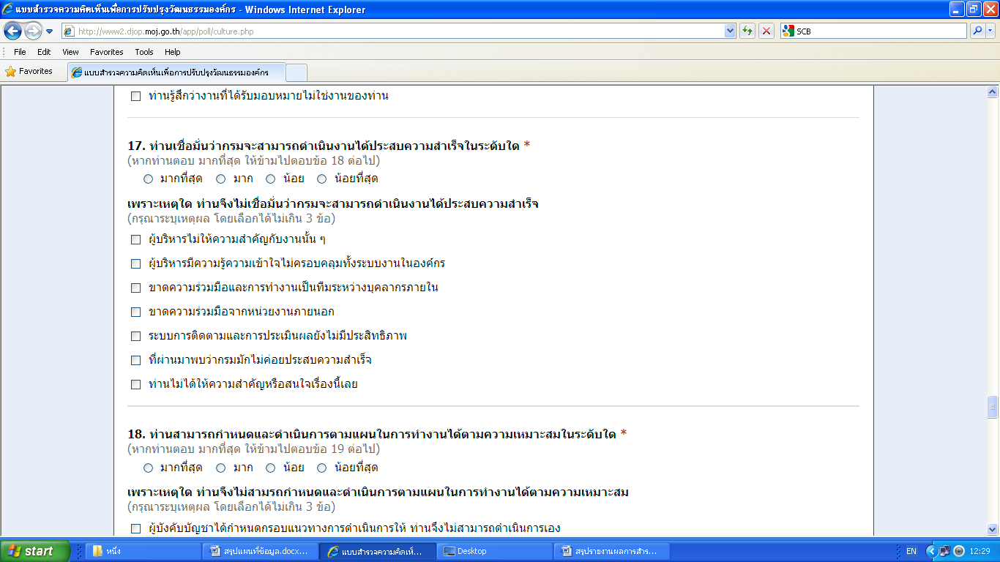 แบบสำรวจความคิดเห็นเพื่อการปรับปรุงวัฒนธรรมองค์กร - Windows Internet Explorer
http://www2.djop.moj.go.th/app/poll/culture.php
SCB
File Edit View Favorites Tools Help
Favorites แบบสำรวจความคิดเห็นเพื่อการปรับปรุงวัฒนธรรมองค์กร
ท่านรู้สึกว่างานที่ได้รับมอบหมายไม่ใช่งานของท่าน
17. ท่านเชื่อมั่นว่ากรมจะสามารถดำเนินงานได้ประสบความสำเร็จในระดับใด *
(หากท่านตอบ มากที่สุด ให้ข้ามไปตอบข้อ 18 ต่อไป)
มากที่สุด มาก น้อย น้อยที่สุด
เพราะเหตุใด ท่านจึงไม่เชื่อมั่นว่ากรมจะสามารถดำเนินงานได้ประสบความสำเร็จ
(กรุณาระบุเหตุผล โดยเลือกได้ไม่เกิน 3 ข้อ)
ผู้บริหารไม่ให้ความสำคัญกับงานนั้น ๆ
ผู้บริหารมีความรู้ความเข้าใจไม่ครอบคลุมทั้งระบบงานในองค์กร
ขาดความร่วมมือและการทำงานเป็นทีมระหว่างบุคลากรภายใน
ขาดความร่วมมือจากหน่วยงานภายนอก
ระบบการติดตามและการประเมินผลยังไม่มีประสิทธิภาพ
ที่ผ่านมาพบว่ากรมมักไม่ค่อยประสบความสำเร็จ
ท่านไม่ได้ให้ความสำคัญหรือสนใจเรื่องนี้เลย
18. ท่านสามารถกำหนดและดำเนินการตามแผนในการทำงานได้ตามความเหมาะสมในระดับใด *
(หากท่านตอบ มากที่สุด ให้ข้ามไปตอบข้อ 19 ต่อไป)
มากที่สุด มาก น้อย น้อยที่สุด
เพราะเหตุใด ท่านจึงไม่สามรถกำหนดและดำเนินการตามแผนในการทำงานได้ตามความเหมาะสม
(กรุณาระบุเหตุผล โดยเลือกได้ไม่เกิน 3 ข้อ)
ผู้บังคับบัญชาได้กำหนดกรอบแนวทางการดำเนินการให้ ท่านจึงไม่สามารถดำเนินการเอง
start หนึ่ง สรุปแผนที่ข้อมูล.docx... แบบสำรวจความคิดเห็... Desktop สรุปรายงานผลการสำร... EN 12:29